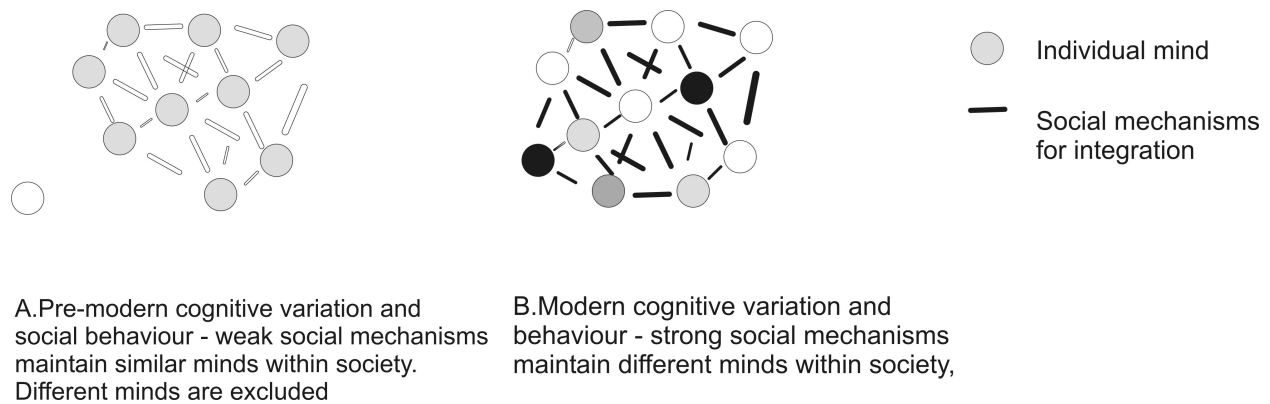 Individual mind
Social mechanisms
for integration
A.Pre-modern cognitive variation and
social behaviour - weak social mechanisms
maintain similar minds within society.
Different minds are excluded
B.Modern cognitive variation and
behaviour - strong social mechanisms
maintain different minds within society,